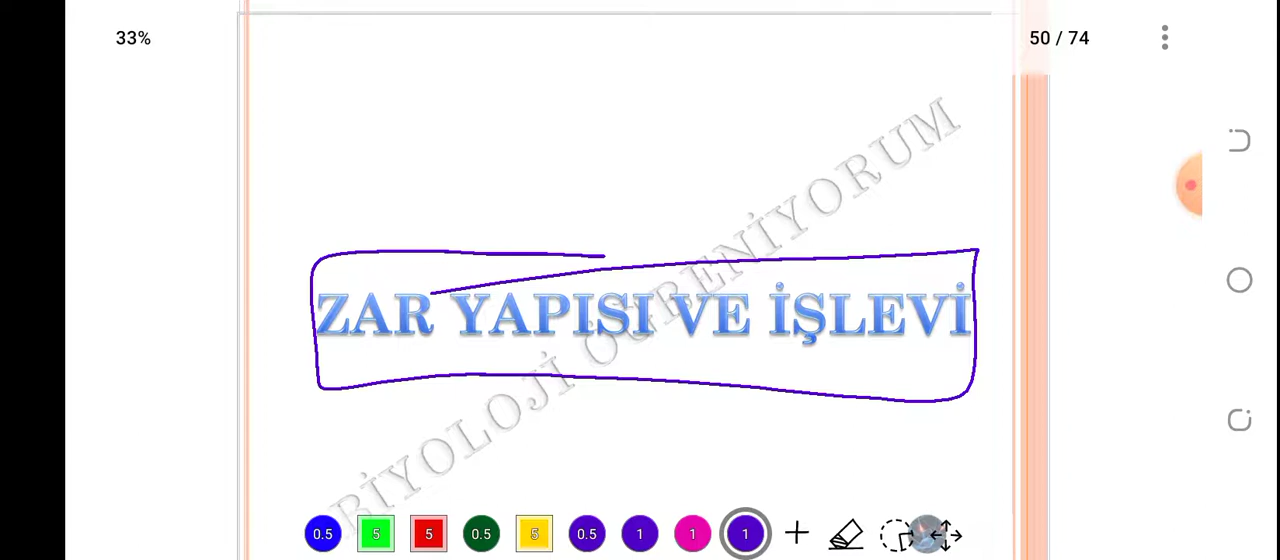 33%
50 / 74
BİYOLOJİ ÖĞRENİYORUM
ZAR YAPISI VE İŞLEVİ
0.5 5 5 0.5 5 0.5 1 1 1